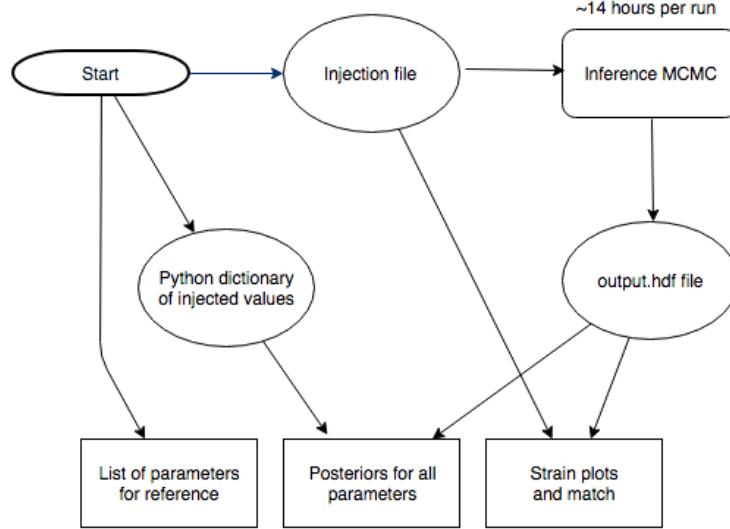 ~14 hours per run
Start
Injection file
Inference MCMC
Python dictionary
of injected values
output.hdf file
List of parameters
for reference
Posteriors for all
parameters
Strain plots
and match